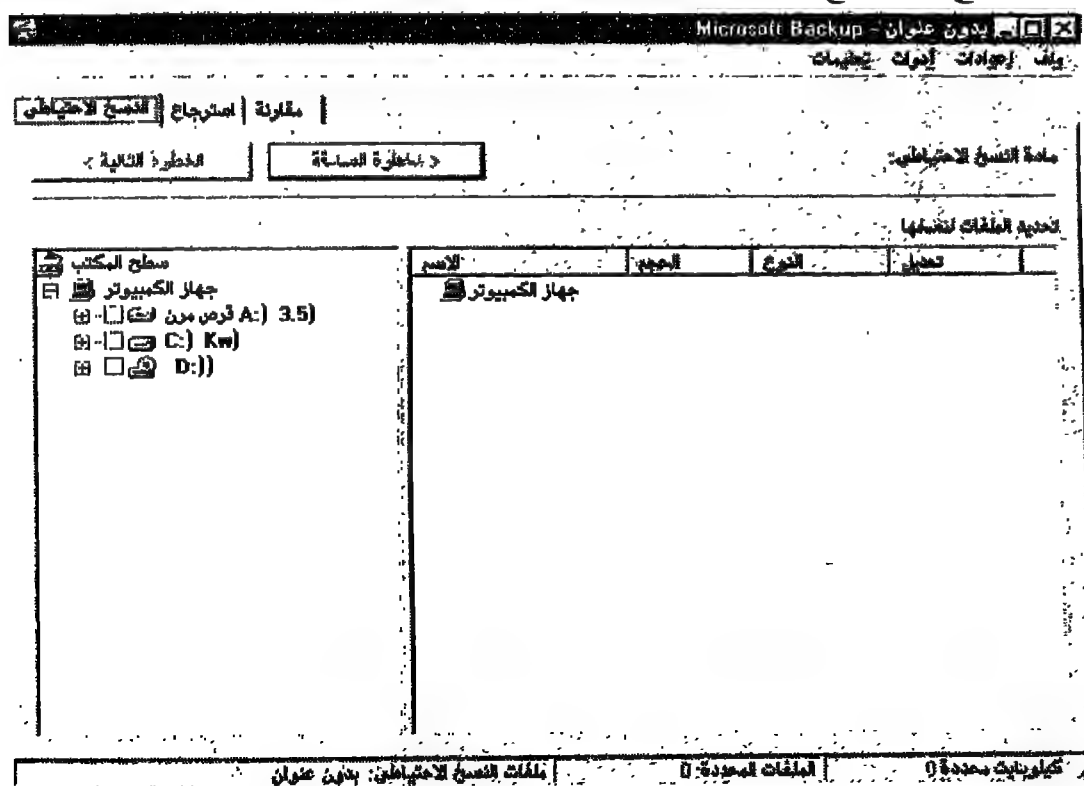 Microsoft Backup - بدون عنوان
ملف إعدادات أدوات تعليمات
النسخ الاحتياطي استرجاع مقارنة
مادة النسخ الاحتياطي:
< الخطوة السابقة
الخطوة التالية >
تحديد الملفات لنسخها
سطح المكتب
جهاز الكمبيوتر
قرص مرن A:) 3.5)
C:) Kw)
D:))
الاسم الحجم النوع تعديل
جهاز الكمبيوتر
ملفات النسخ الاحتياطي: بدون عنوان
الملفات المحددة: 0
كيلوبايت محددة 0